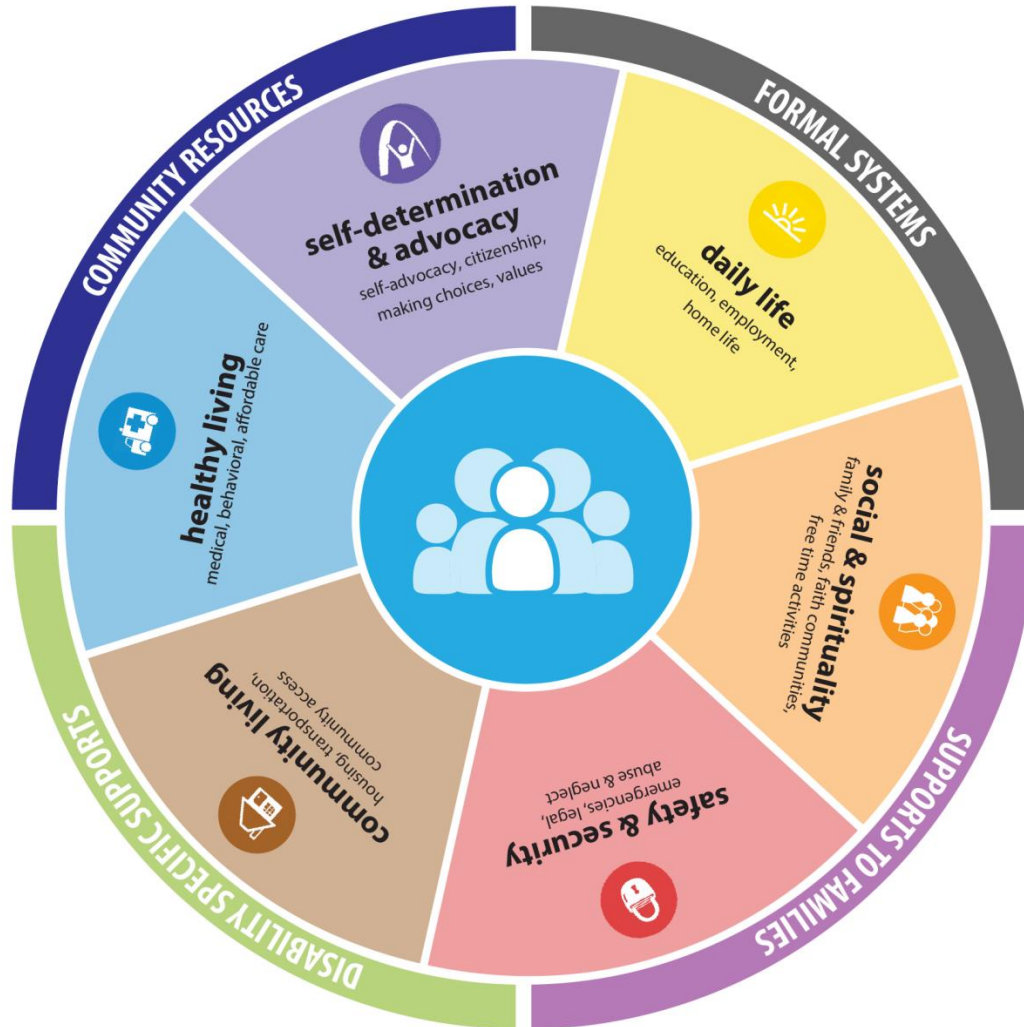 COMMUNITY RESOURCES
FORMAL SYSTEMS
SUPPORTS TO FAMILIES
DISABILITY SPECIFIC SUPPORTS
self-determination
& advocacy
self-advocacy, citizenship,
making choices, values
daily life
education, employment,
home life
social & spirituality
family & friends, faith communities,
free time activities
safety & security
emergencies, legal,
abuse & neglect
community living
housing, transportation,
community access
healthy living
medical, behavioral, affordable care